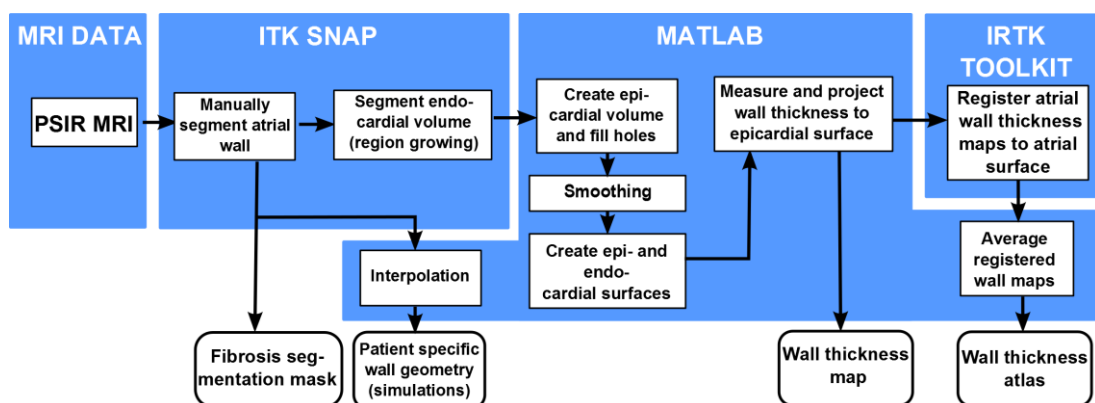 MRI DATA
ITK SNAP
MATLAB
IRTK
TOOLKIT
PSIR MRI
Manually
segment atrial
wall
Segment endo-
cardial volume
(region growing)
Create epi-
cardial volume
and fill holes
Smoothing
Create epi- and
endo-
cardial surfaces
Measure and project
wall thickness to
epicardial surface
Register atrial
wall thickness
maps to atrial
surface
Average
registered
wall maps
Interpolation
Fibrosis seg-
mentation mask
Patient specific
wall geometry
(simulations)
Wall thickness
map
Wall thickness
atlas